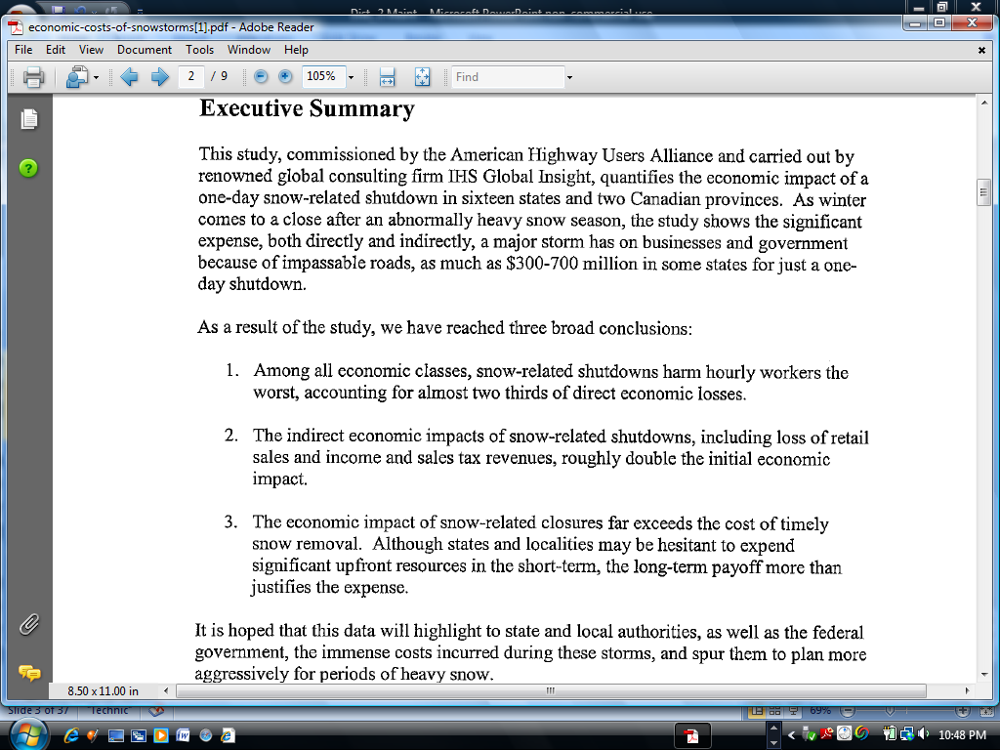 Dist. 2 Maint - Microsoft PowerPoint non-commercial use
economic-costs-of-snowstorms[1].pdf - Adobe Reader
File Edit View Document Tools Window Help
2 / 9 105% Find
Executive Summary
This study, commissioned by the American Highway Users Alliance and carried out by
renowned global consulting firm IHS Global Insight, quantifies the economic impact of a
one-day snow-related shutdown in sixteen states and two Canadian provinces. As winter
comes to a close after an abnormally heavy snow season, the study shows the significant
expense, both directly and indirectly, a major storm has on businesses and government
because of impassable roads, as much as $300-700 million in some states for just a one-
day shutdown.
As a result of the study, we have reached three broad conclusions:
1. Among all economic classes, snow-related shutdowns harm hourly workers the
worst, accounting for almost two thirds of direct economic losses.
2. The indirect economic impacts of snow-related shutdowns, including loss of retail
sales and income and sales tax revenues, roughly double the initial economic
impact.
3. The economic impact of snow-related closures far exceeds the cost of timely
snow removal. Although states and localities may be hesitant to expend
significant upfront resources in the short-term, the long-term payoff more than
justifies the expense.
It is hoped that this data will highlight to state and local authorities, as well as the federal
government, the immense costs incurred during these storms, and spur them to plan more
aggressively for periods of heavy snow.
8.50 x 11.00 in
Slide 3 of 37 "Technic" 69%
10:48 PM